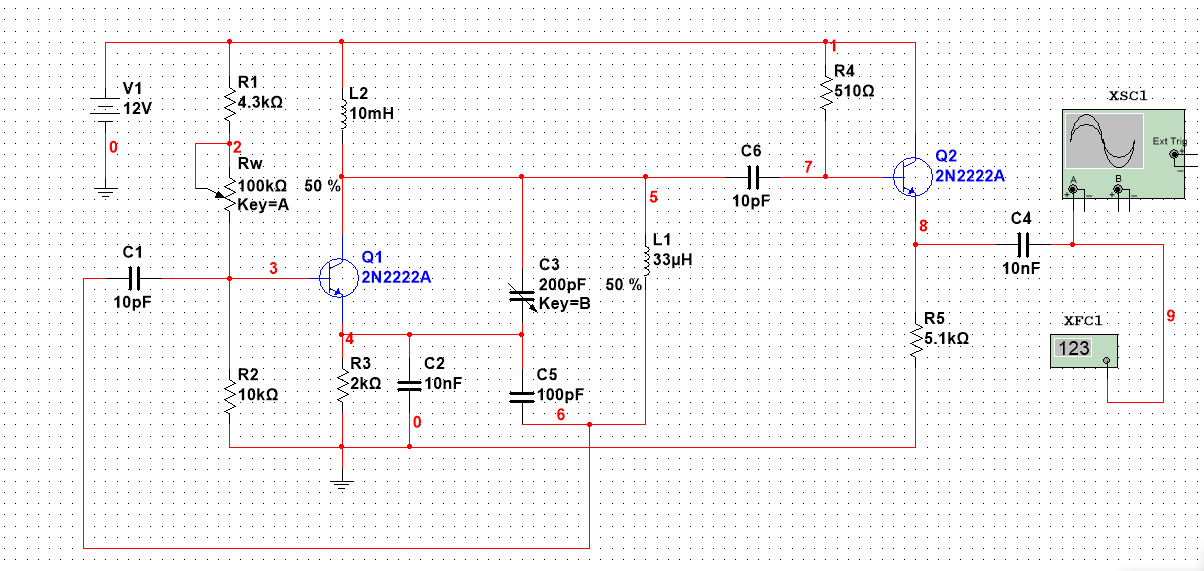 1
V1
12V
0
R1
4.3kΩ
2
Rw
100kΩ
50 %
Key=A
L2
10mH
C1
10pF
3
Q1
2N2222A
4
R2
10kΩ
R3
2kΩ
C2
10nF
0
C3
200pF
50 %
Key=B
C5
100pF
6
5
L1
33µH
C6
10pF
7
R4
510Ω
Q2
2N2222A
8
C4
10nF
R5
5.1kΩ
XSC1
Ext Trig
+
−
A
B
+ −
+ −
XFC1
123
9